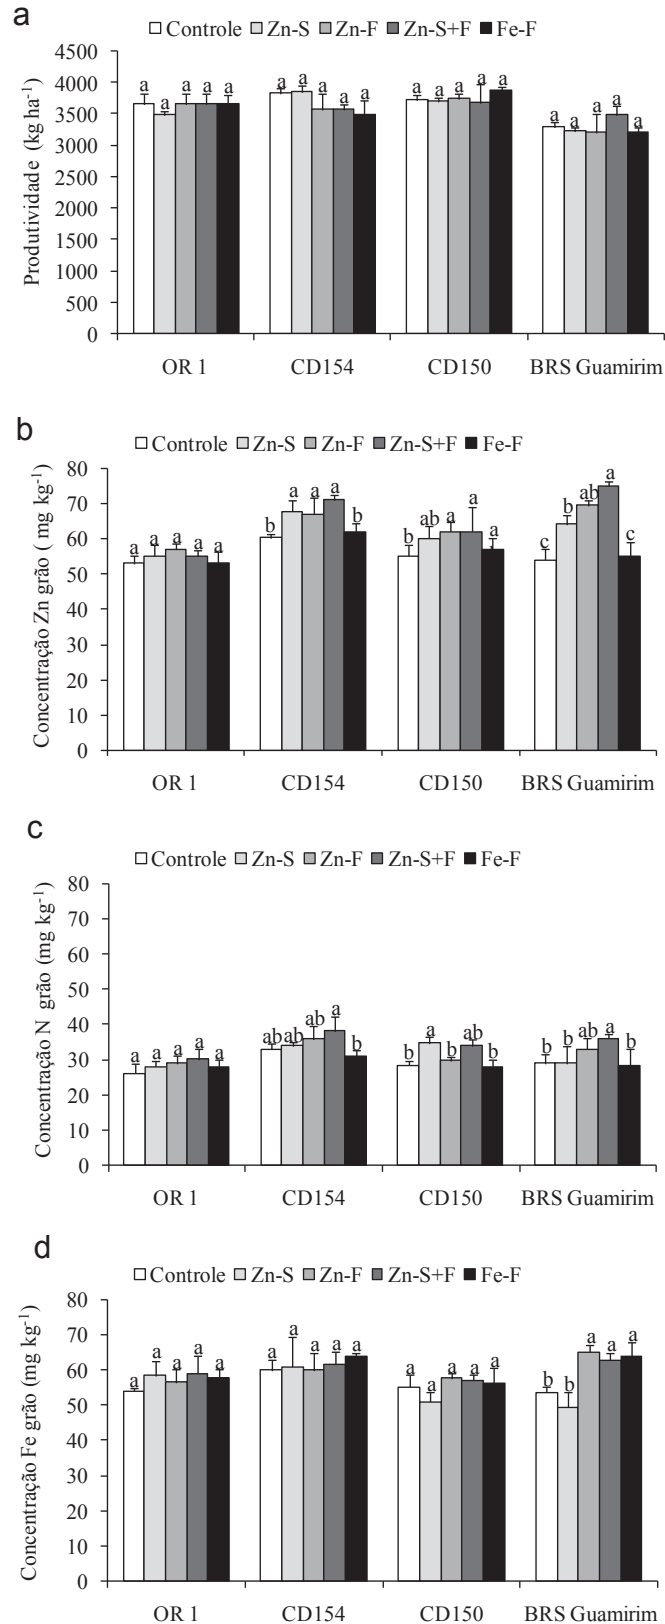 a
Controle Zn-S Zn-F Zn-S+F Fe-F
Produtividade (kg ha-1)
4500
4000
3500
3000
2500
2000
1500
1000
500
0
a a a a a
a a a a a
a a a a a
a a a a a
OR 1 CD154 CD150 BRS Guamirim
b
Controle Zn-S Zn-F Zn-S+F Fe-F
Concentração Zn grão ( mg kg-1)
80
70
60
50
40
30
20
10
0
a a a a a
b a a a b
b ab a a a
c b ab a c
OR 1 CD154 CD150 BRS Guamirim
c
Controle Zn-S Zn-F Zn-S+F Fe-F
Concentração N grão (mg kg-1)
80
70
60
50
40
30
20
10
0
a a a a a
ab ab ab a b
b a b ab b
b b a a b
OR 1 CD154 CD150 BRS Guamirim
d
Controle Zn-S Zn-F Zn-S+F Fe-F
Concentração Fe grão (mg kg-1)
80
70
60
50
40
30
20
10
0
a a a a a
a a a a a
a a a a a
b b a a a
OR 1 CD154 CD150 BRS Guamirim